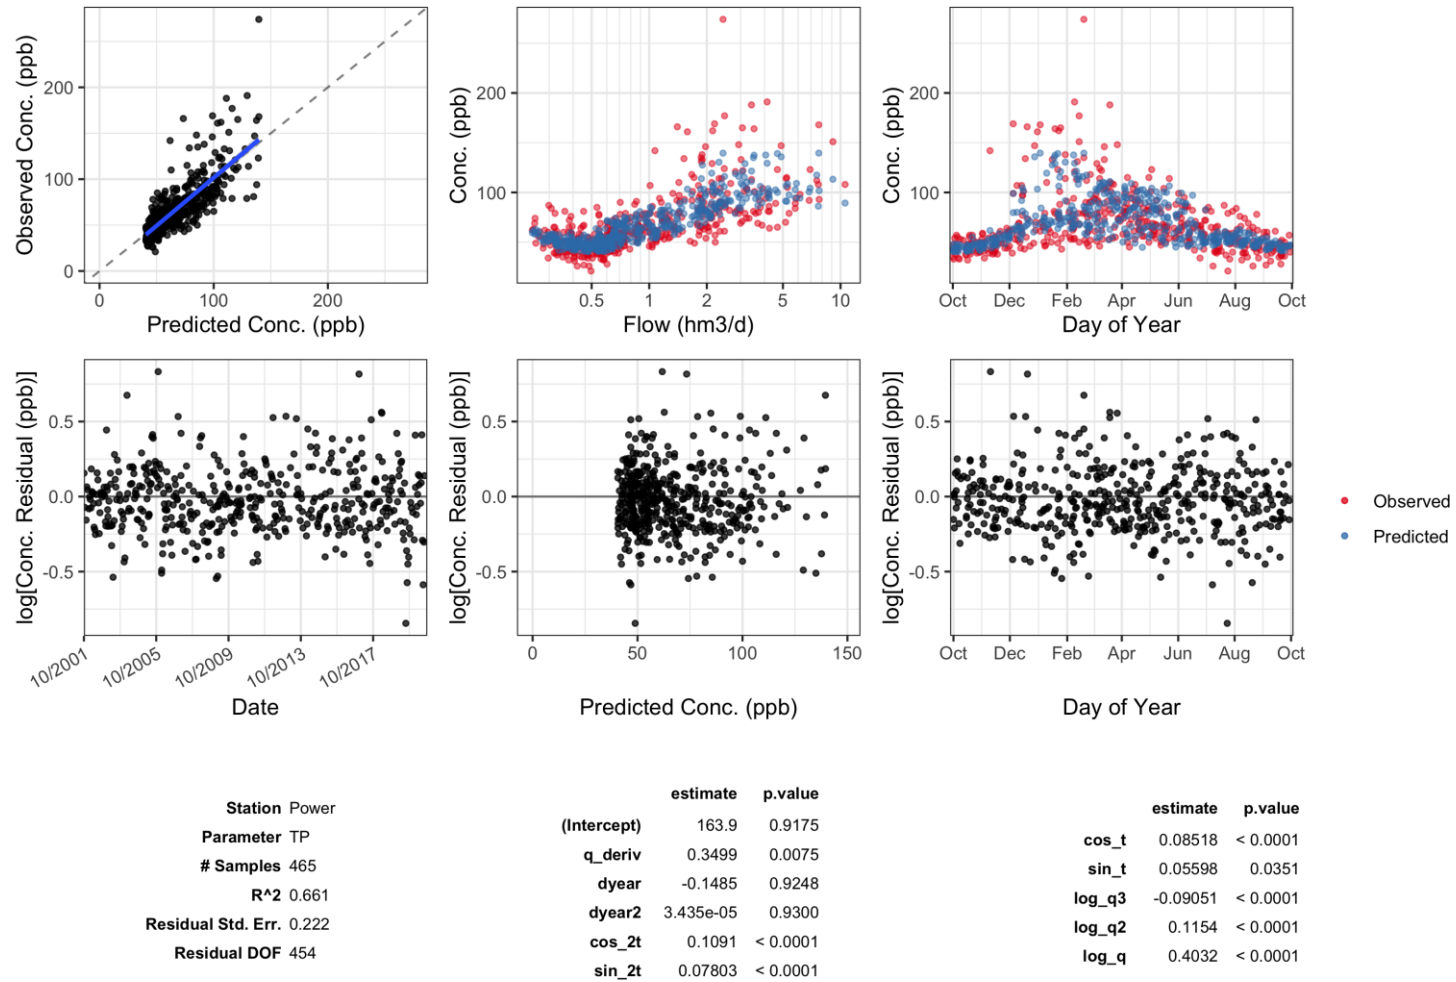 Observed Conc. (ppb)
200
100
0
0
100
200
Predicted Conc. (ppb)
Conc. (ppb)
200
100
0.5
1
2
5
10
Flow (hm3/d)
Conc. (ppb)
200
100
Oct
Dec
Feb
Apr
Jun
Aug
Oct
Day of Year
log[Conc. Residual (ppb)]
0.5
0.0
-0.5
10/2001
10/2005
10/2009
10/2013
10/2017
Date
log[Conc. Residual (ppb)]
0.5
0.0
-0.5
0
50
100
150
Predicted Conc. (ppb)
log[Conc. Residual (ppb)]
0.5
0.0
-0.5
Oct
Dec
Feb
Apr
Jun
Aug
Oct
Day of Year
Observed
Predicted
Station Power
Parameter TP
# Samples 465
R^2 0.661
Residual Std. Err. 0.222
Residual DOF 454
estimate p.value
(Intercept) 163.9 0.9175
q_deriv 0.3499 0.0075
dyear -0.1485 0.9248
dyear2 3.435e-05 0.9300
cos_2t 0.1091 < 0.0001
sin_2t 0.07803 < 0.0001
estimate p.value
cos_t 0.08518 < 0.0001
sin_t 0.05598 0.0351
log_q3 -0.09051 < 0.0001
log_q2 0.1154 < 0.0001
log_q 0.4032 < 0.0001